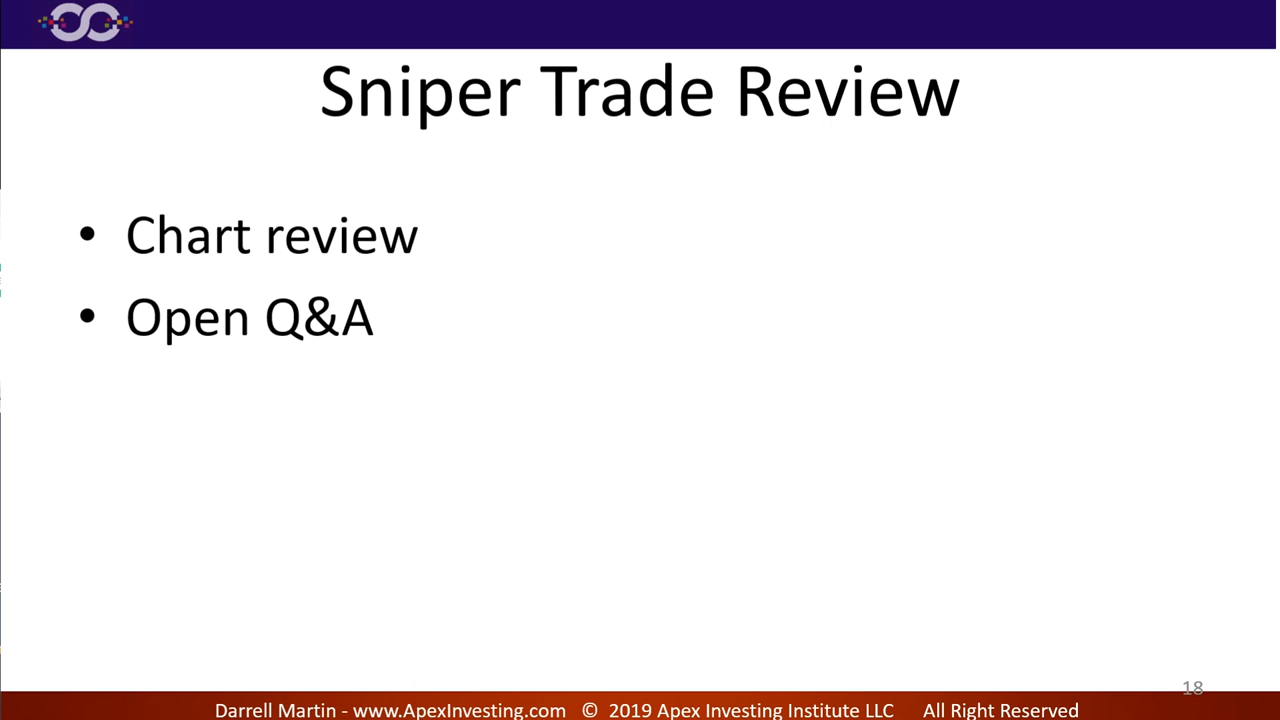 Sniper Trade Review
• Chart review
• Open Q&A
18
Darrell Martin - www.ApexInvesting.com © 2019 Apex Investing Institute LLC All Right Reserved